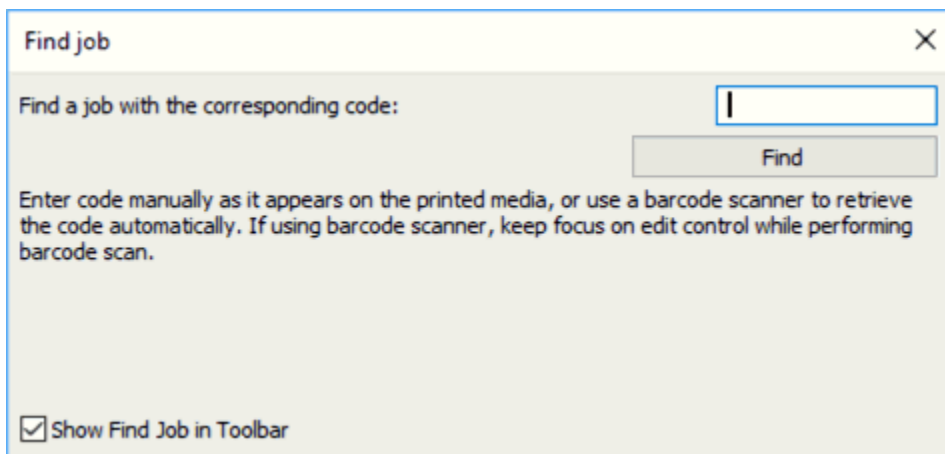 Find job
Find a job with the corresponding code:
Find
Enter code manually as it appears on the printed media, or use a barcode scanner to retrieve
the code automatically. If using barcode scanner, keep focus on edit control while performing
barcode scan.
Show Find Job in Toolbar